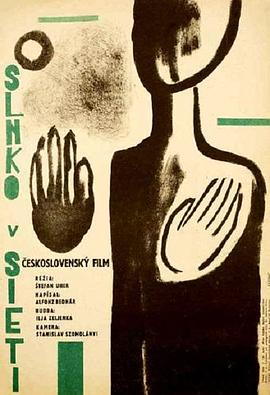 SLNKO V SIETI
ČESKOSLOVENSKÝ FILM
RÉŽIA:
ŠTEFAN UHER
NAPÍSAL:
ALFONZ BEDNÁR
HUDBA:
ILJA ZELJENKA
KAMERA:
STANISLAV SZOMOLÁNYI